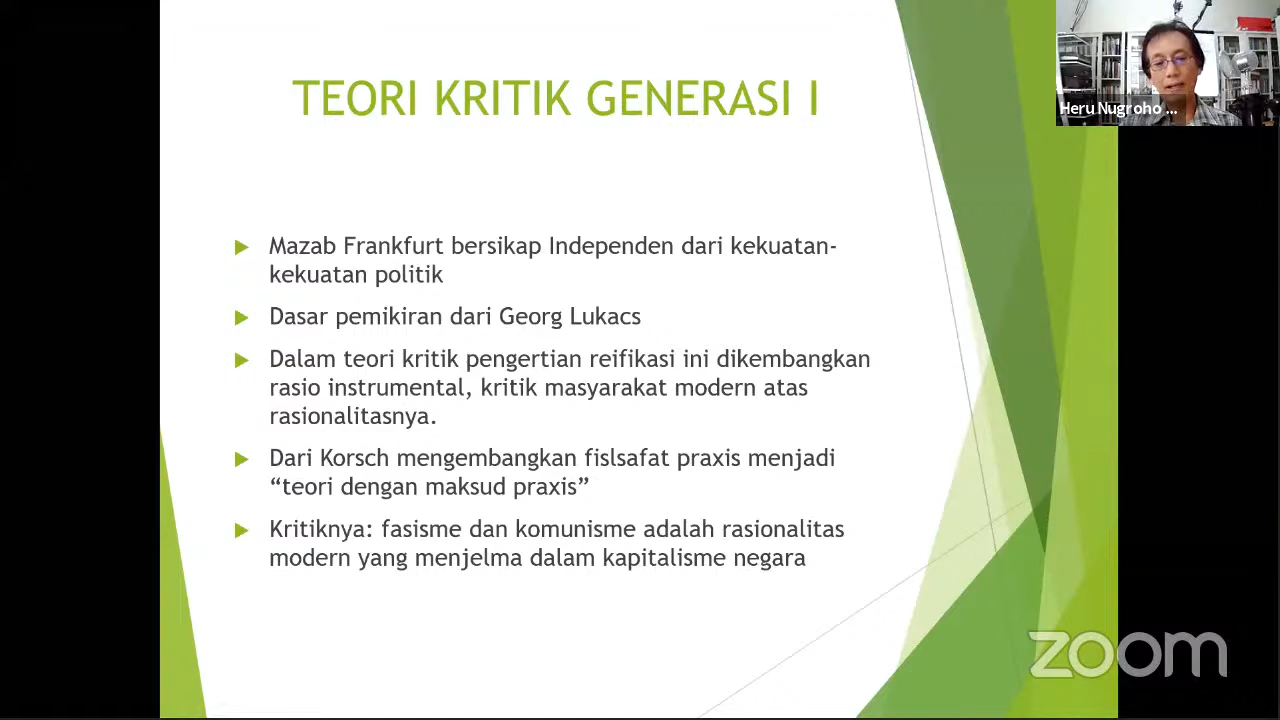 TEORI KRITIK GENERASI I
Heru Nugroho ...
Mazab Frankfurt bersikap Independen dari kekuatan-
kekuatan politik
Dasar pemikiran dari Georg Lukacs
Dalam teori kritik pengertian reifikasi ini dikembangkan
rasio instrumental, kritik masyarakat modern atas
rasionalitasnya.
Dari Korsch mengembangkan fislsafat praxis menjadi
“teori dengan maksud praxis”
Kritiknya: fasisme dan komunisme adalah rasionalitas
modern yang menjelma dalam kapitalisme negara
zoom